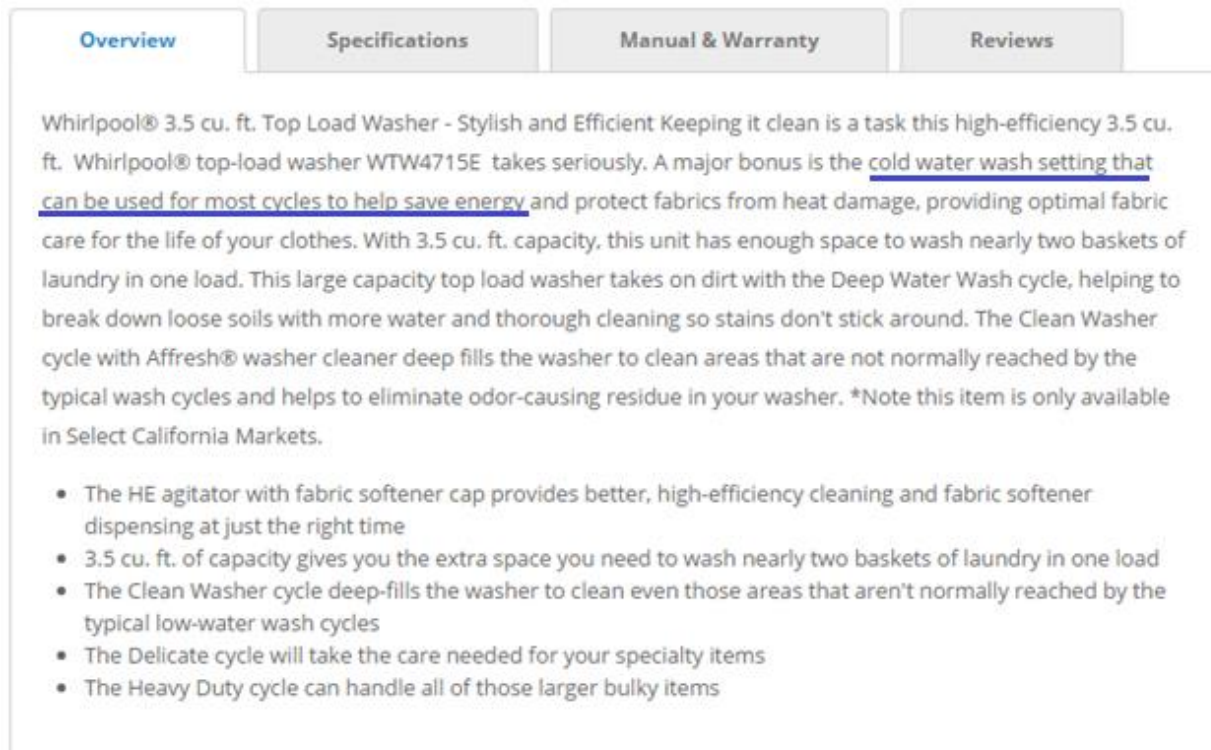 Overview Specifications Manual & Warranty Reviews
Whirlpool® 3.5 cu. ft. Top Load Washer - Stylish and Efficient Keeping it clean is a task this high-efficiency 3.5 cu.
ft. Whirlpool® top-load washer WTW4715E takes seriously. A major bonus is the cold water wash setting that
can be used for most cycles to help save energy and protect fabrics from heat damage, providing optimal fabric
care for the life of your clothes. With 3.5 cu. ft. capacity, this unit has enough space to wash nearly two baskets of
laundry in one load. This large capacity top load washer takes on dirt with the Deep Water Wash cycle, helping to
break down loose soils with more water and thorough cleaning so stains don't stick around. The Clean Washer
cycle with Affresh® washer cleaner deep fills the washer to clean areas that are not normally reached by the
typical wash cycles and helps to eliminate odor-causing residue in your washer. *Note this item is only available
in Select California Markets.
• The HE agitator with fabric softener cap provides better, high-efficiency cleaning and fabric softener
dispensing at just the right time
• 3.5 cu. ft. of capacity gives you the extra space you need to wash nearly two baskets of laundry in one load
• The Clean Washer cycle deep-fills the washer to clean even those areas that aren't normally reached by the
typical low-water wash cycles
• The Delicate cycle will take the care needed for your specialty items
• The Heavy Duty cycle can handle all of those larger bulky items